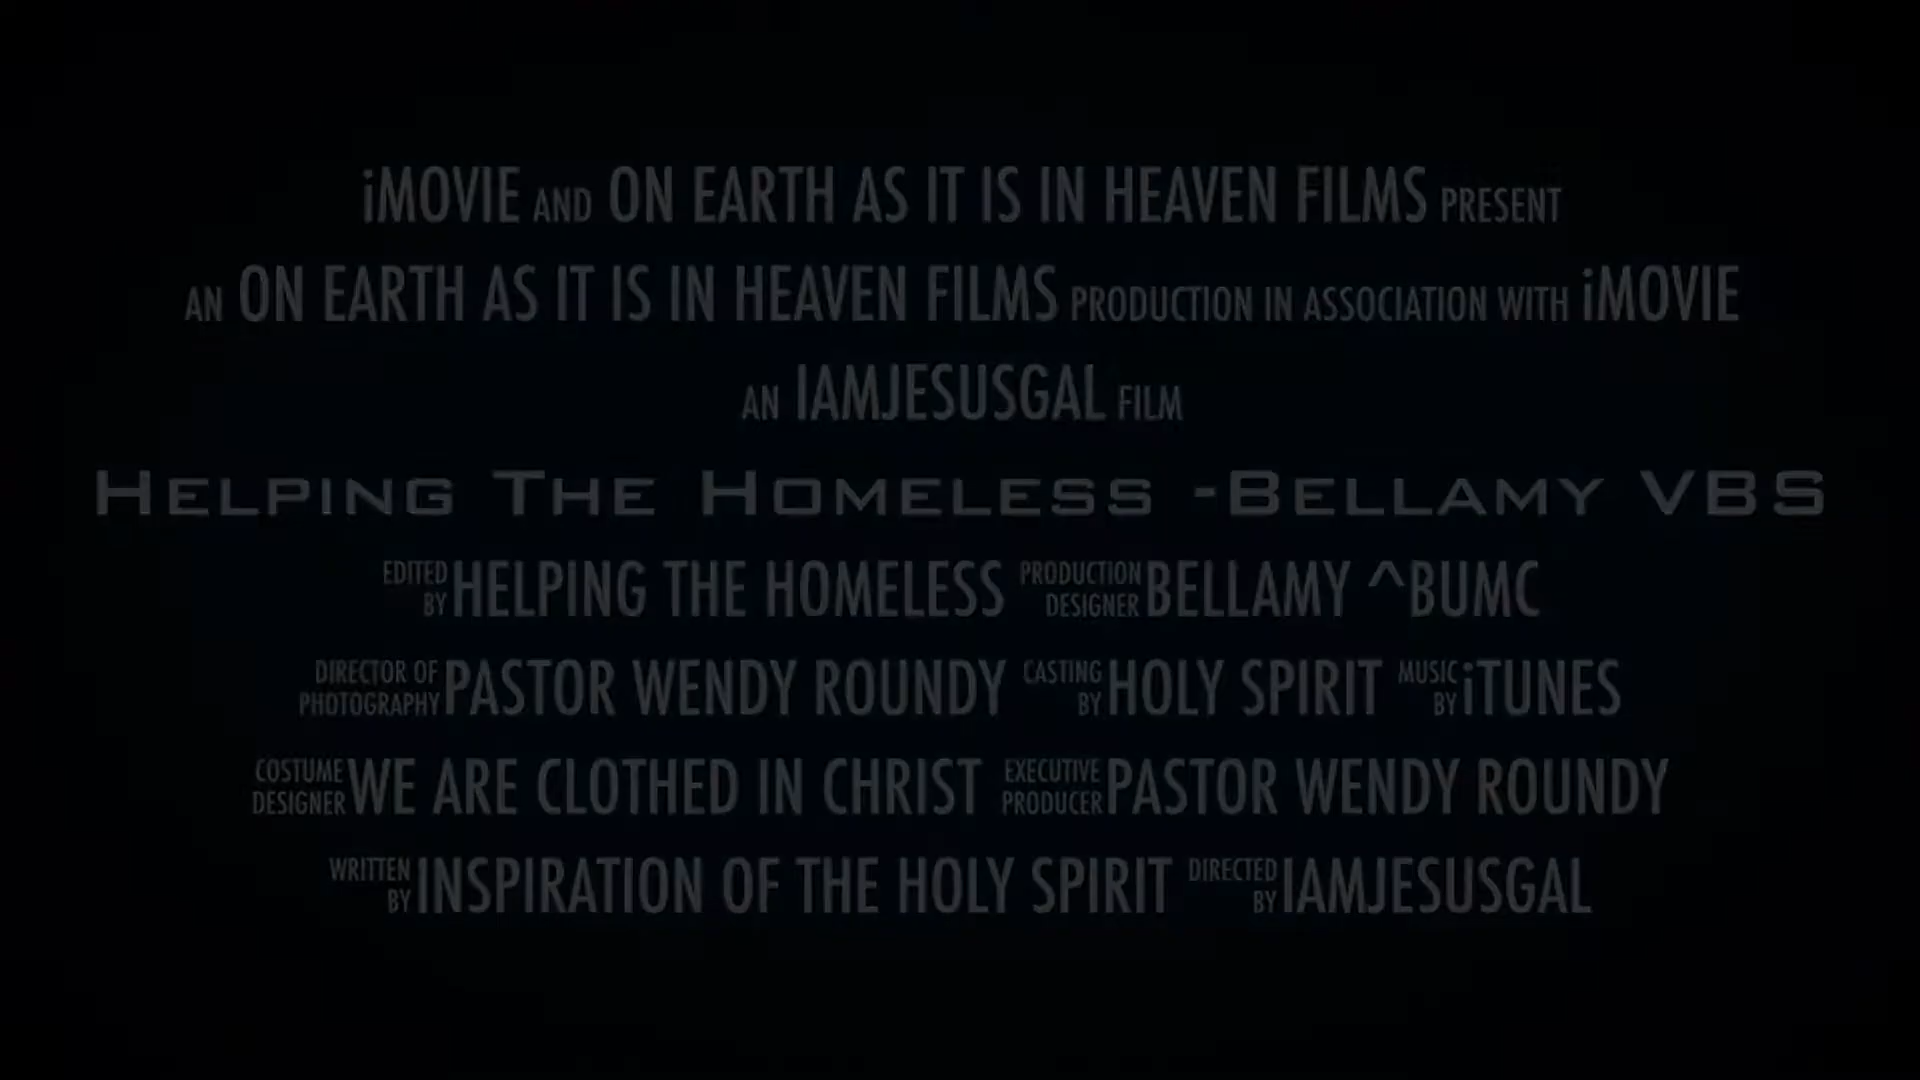 iMOVIE AND ON EARTH AS IT IS IN HEAVEN FILMS PRESENT
AN ON EARTH AS IT IS IN HEAVEN FILMS PRODUCTION IN ASSOCIATION WITH iMOVIE
AN IAMJESUSGAL FILM
HELPING THE HOMELESS -BELLAMY VBS
EDITED BY HELPING THE HOMELESS PRODUCTION DESIGNER BELLAMY ^BUMC
DIRECTOR OF PHOTOGRAPHY PASTOR WENDY ROUNDY CASTING BY HOLY SPIRIT MUSIC BY iTUNES
COSTUME DESIGNER WE ARE CLOTHED IN CHRIST EXECUTIVE PRODUCER PASTOR WENDY ROUNDY
WRITTEN BY INSPIRATION OF THE HOLY SPIRIT DIRECTED BY IAMJESUSGAL